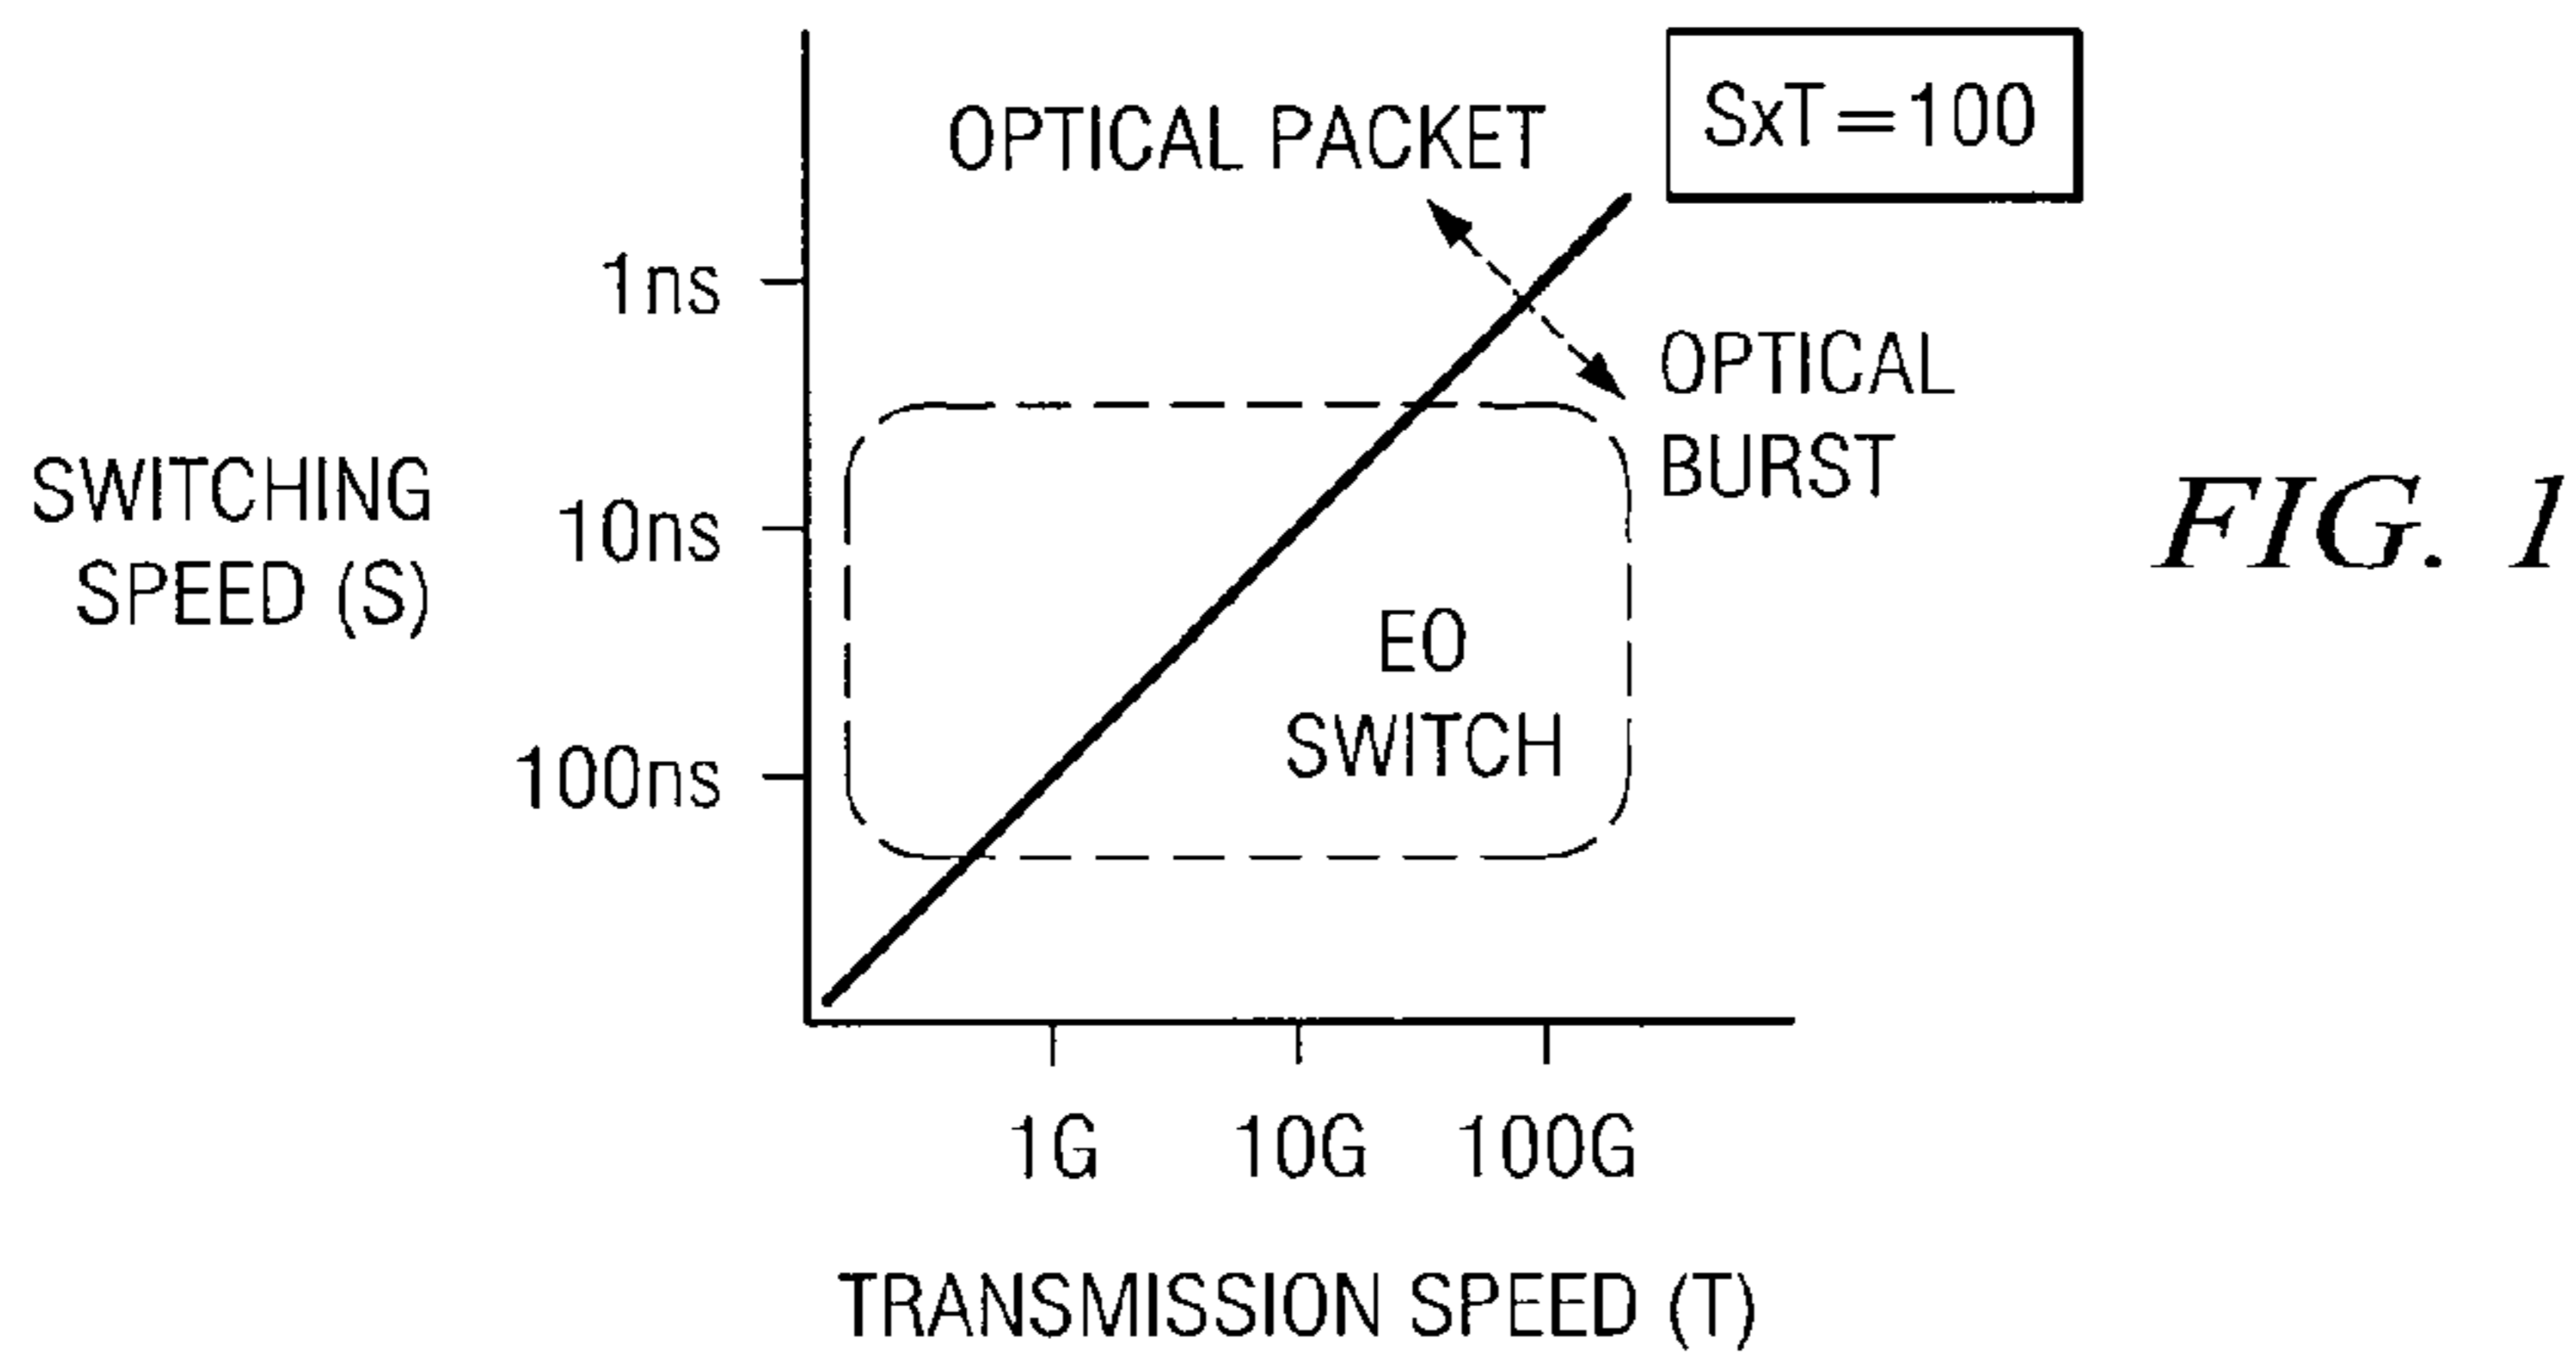 SxT=100
OPTICAL PACKET
1ns
OPTICAL
BURST
SWITCHING
SPEED (S)
10ns
FIG. 1
EO
SWITCH
100ns
1G
10G
100G
TRANSMISSION SPEED (T)